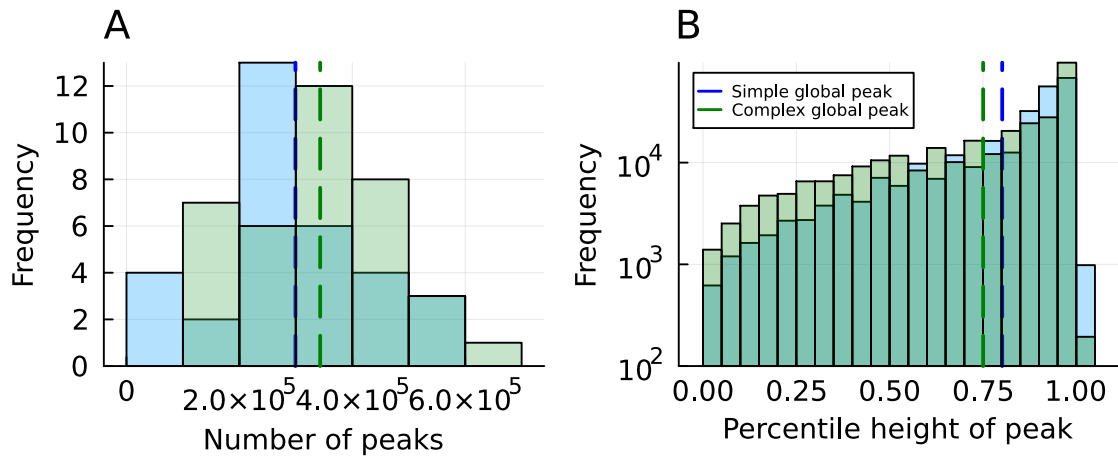 A
Frequency
12
10
8
6
4
2
0
0
2.0×10⁵
4.0×10⁵
6.0×10⁵
Number of peaks
B
Simple global peak
Complex global peak
Frequency
10⁴
10³
10²
0.00
0.25
0.50
0.75
1.00
Percentile height of peak